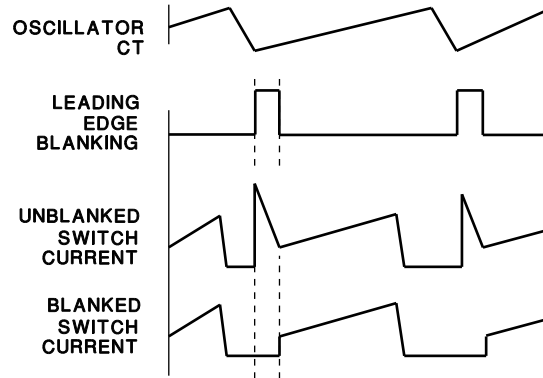 OSCILLATOR
CT
LEADING
EDGE
BLANKING
UNBLANKED
SWITCH
CURRENT
BLANKED
SWITCH
CURRENT